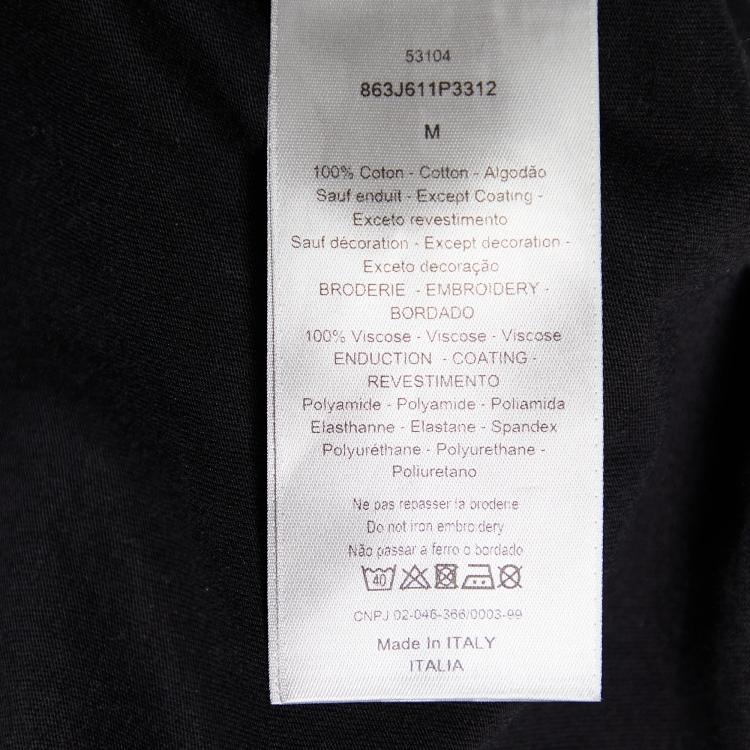 53104
863J611P3312
M
100% Coton - Cotton - Algodão
Sauf enduit - Except Coating -
Exceto revestimento
Sauf décoration - Except decoration -
Exceto decoração
BRODERIE - EMBROIDERY -
BORDADO
100% Viscose - Viscose - Viscose
ENDUCTION - COATING -
REVESTIMENTO
Polyamide - Polyamide - Poliamida
Elasthanne - Elastane - Spandex
Polyuréthane - Polyurethane -
Poliuretano
Ne pas repasser la broderie
Do not iron embroidery
Não passar a ferro o bordado
40
CNPJ 02-046-366/0003-99
Made In ITALY
ITALIA